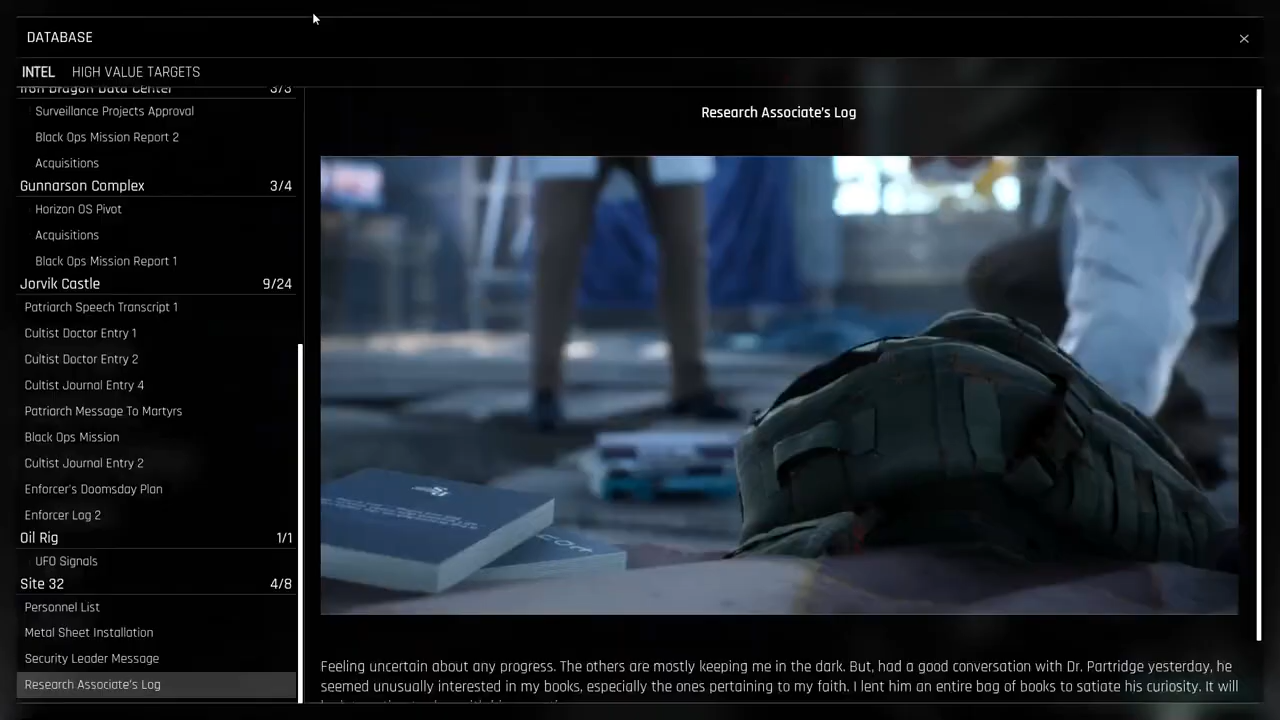 DATABASE
INTEL HIGH VALUE TARGETS
Iron Dragon Data Center 3/3
Surveillance Projects Approval
Black Ops Mission Report 2
Acquisitions
Gunnarson Complex 3/4
Horizon OS Pivot
Acquisitions
Black Ops Mission Report 1
Jorvik Castle 9/24
Patriarch Speech Transcript 1
Cultist Doctor Entry 1
Cultist Doctor Entry 2
Cultist Journal Entry 4
Patriarch Message To Martyrs
Black Ops Mission
Cultist Journal Entry 2
Enforcer's Doomsday Plan
Enforcer Log 2
Oil Rig 1/1
UFO Signals
Site 32 4/8
Personnel List
Metal Sheet Installation
Security Leader Message
Research Associate's Log
Research Associate's Log
Feeling uncertain about any progress. The others are mostly keeping me in the dark. But, had a good conversation with Dr. Partridge yesterday, he
seemed unusually interested in my books, especially the ones pertaining to my faith. I lent him an entire bag of books to satiate his curiosity. It will